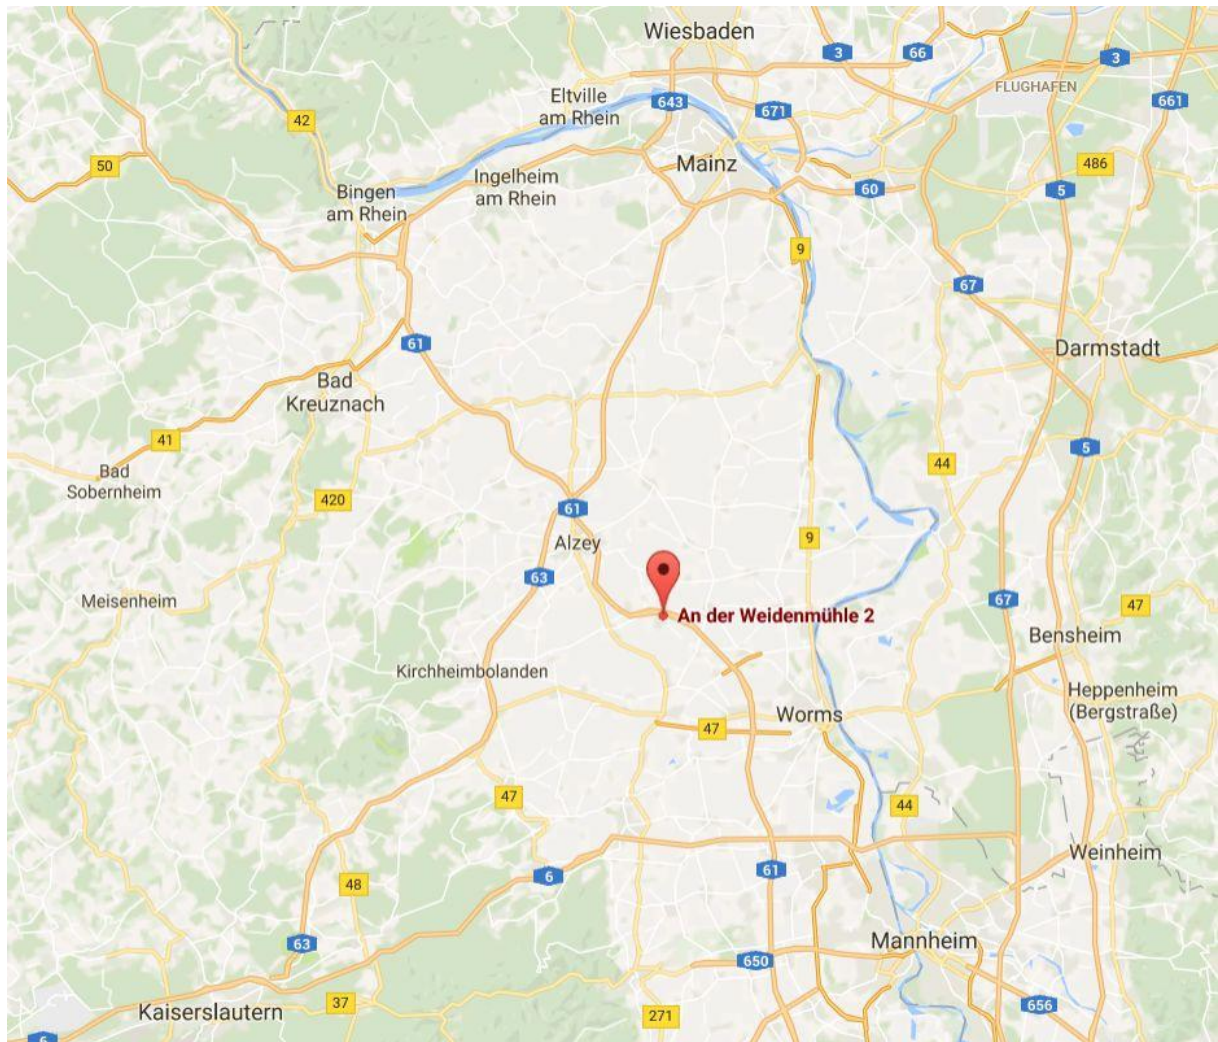 Wiesbaden
3
66
3
FLUGHAFEN
Eltville
am Rhein
643
671
661
42
50
Mainz
486
Ingelheim
am Rhein
Bingen
am Rhein
60
5
9
67
61
Darmstadt
Bad
Kreuznach
41
5
44
Bad
Sobernheim
420
61
9
Alzey
63
Meisenheim
67
47
An der Weidenmühle 2
Bensheim
Kirchheimbolanden
Heppenheim
(Bergstraße)
Worms
47
47
44
Weinheim
61
6
48
Mannheim
63
650
37
656
Kaiserslautern
271
6